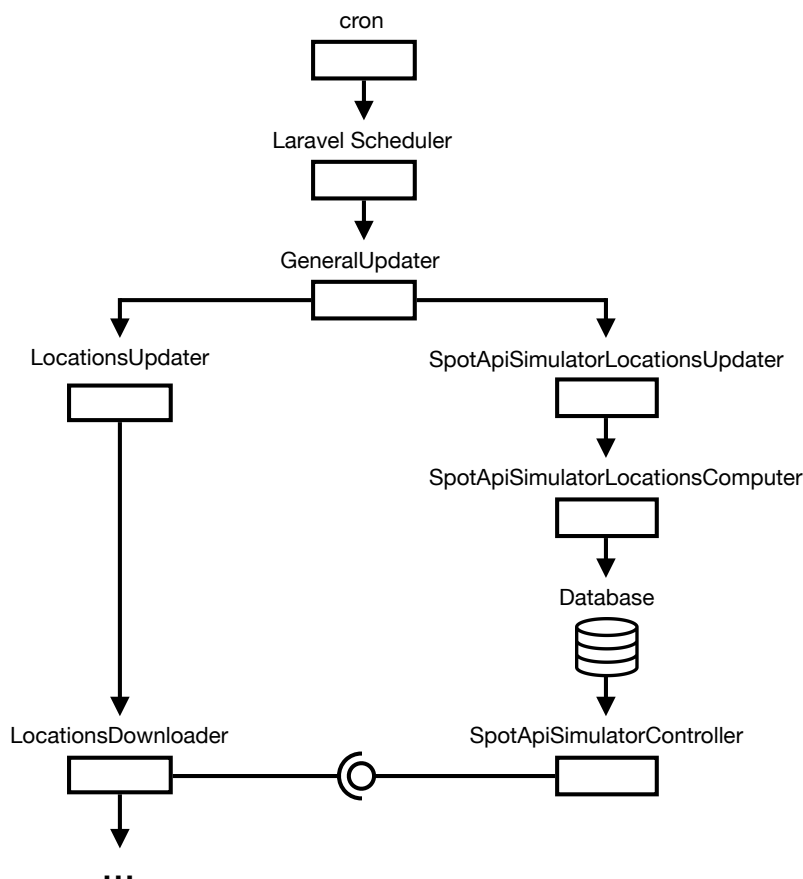 cron
Laravel Scheduler
GeneralUpdater
LocationsUpdater
SpotApiSimulatorLocationsUpdater
SpotApiSimulatorLocationsComputer
Database
LocationsDownloader
SpotApiSimulatorController
...